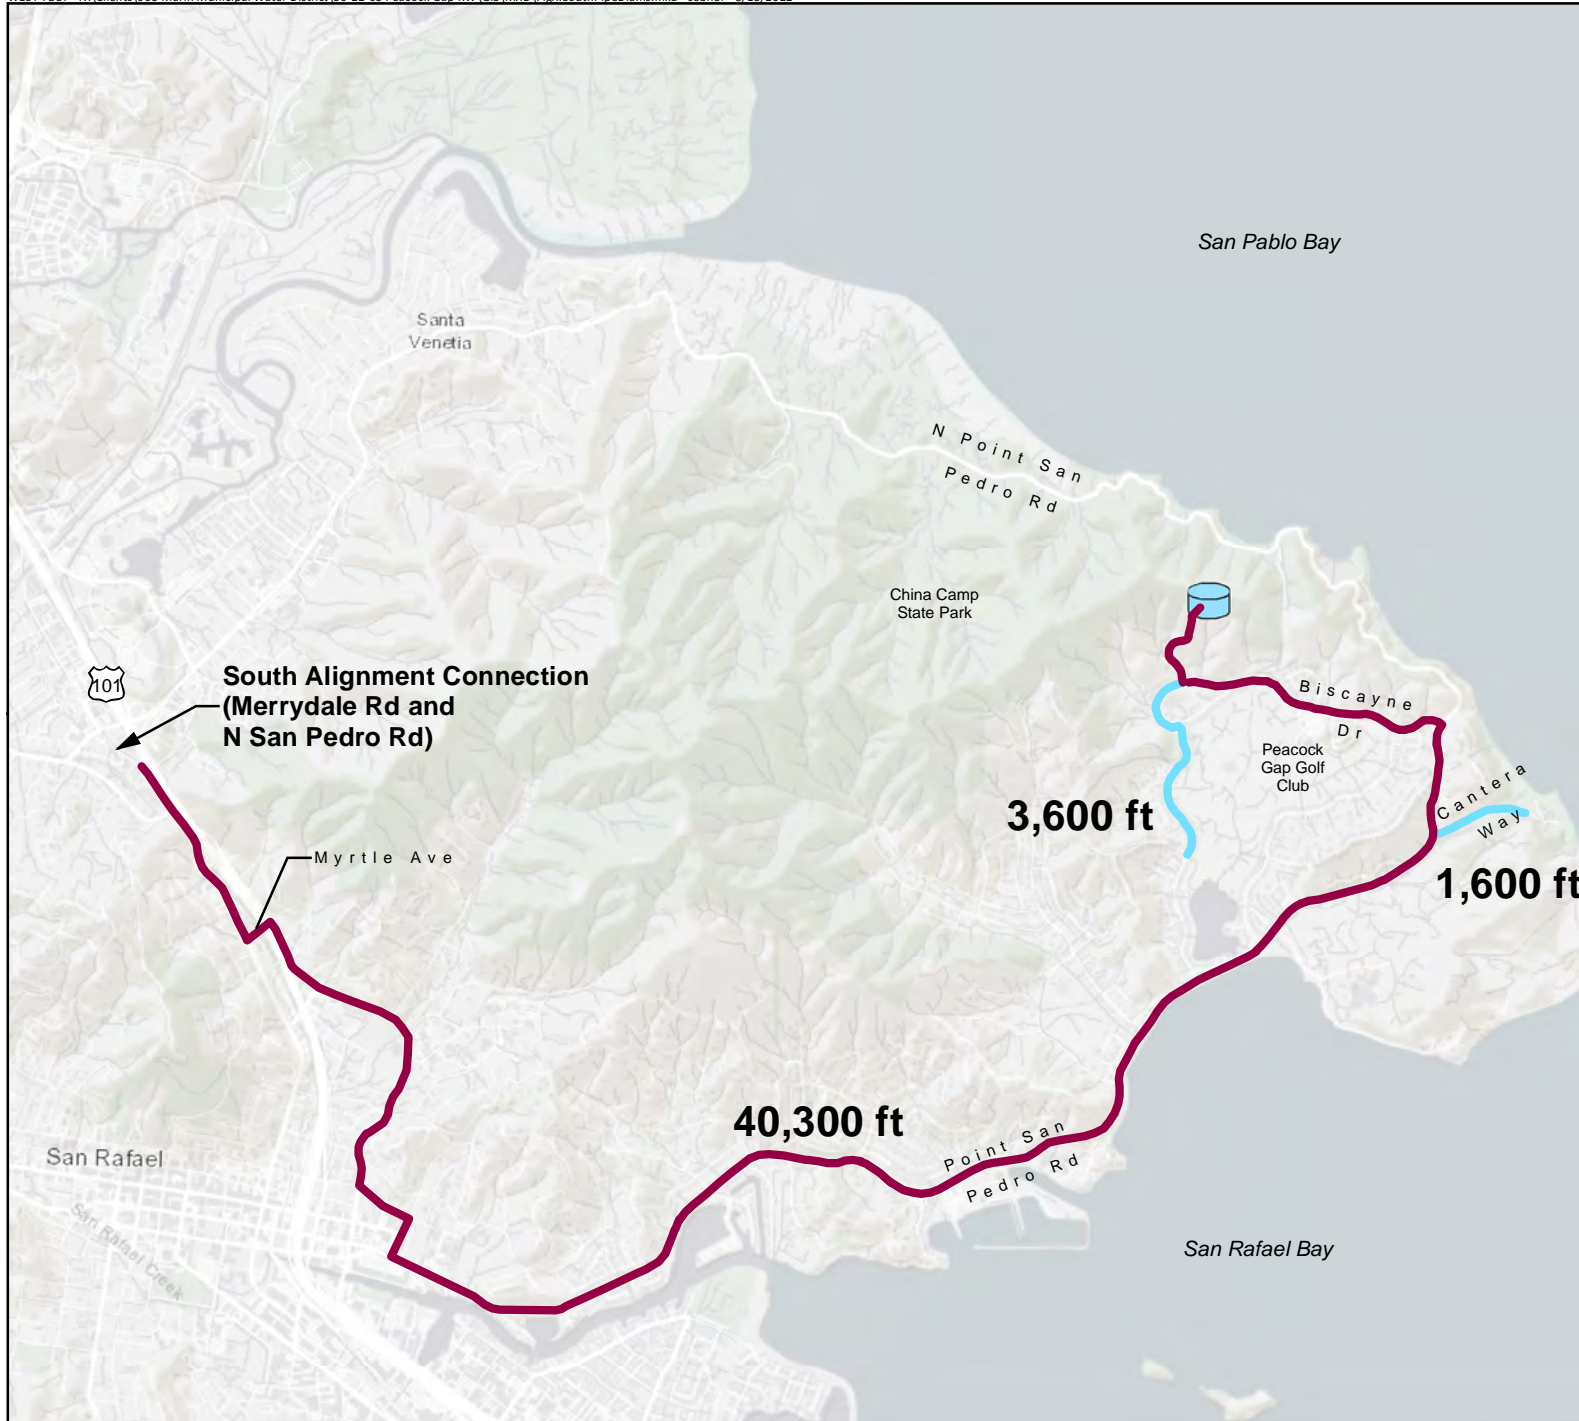 San Pablo Bay
Santa
Venetia
N Point San
Pedro Rd
China Camp
State Park
101
South Alignment Connection
(Merrydale Rd and
N San Pedro Rd)
Biscayne
Dr
Peacock
Gap Golf
Club
Cantera
Way
3,600 ft
Myrtle Ave
1,600 ft
40,300 ft
Point San
Pedro Rd
San Rafael
San Rafael Creek
San Rafael Bay